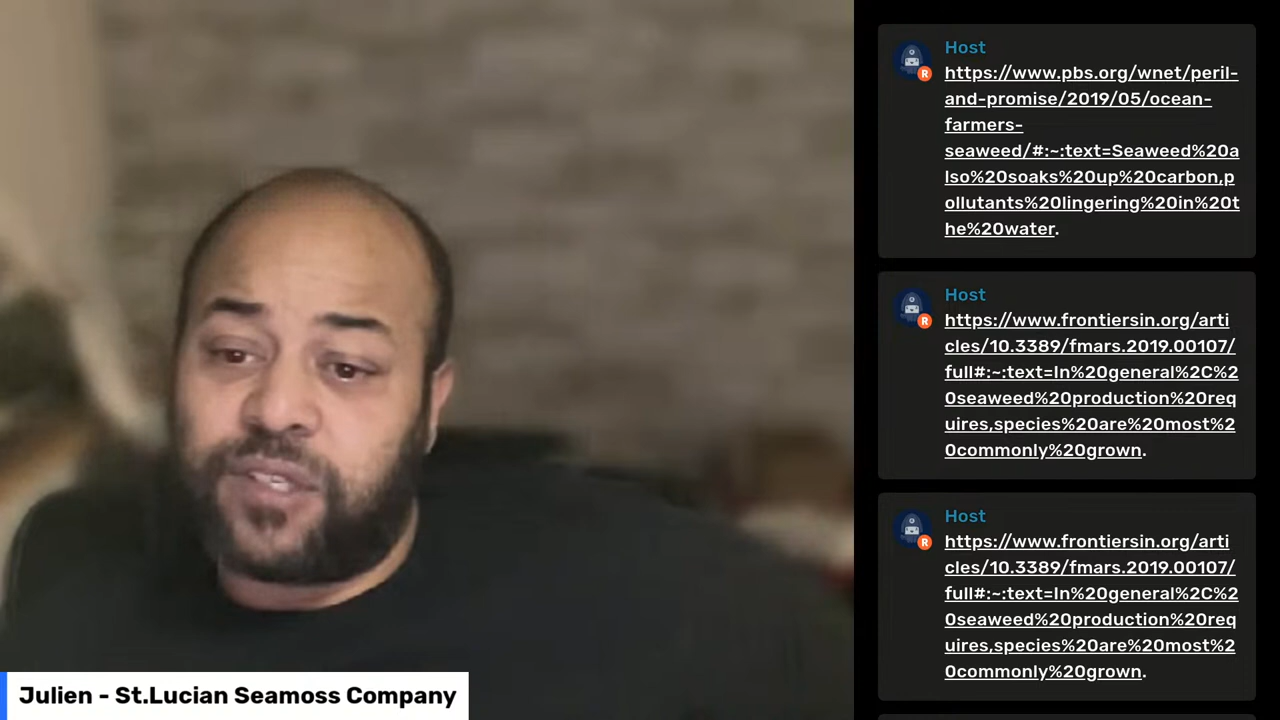 Host
https://www.pbs.org/wnet/peril-
and-promise/2019/05/ocean-
farmers-
seaweed/#:~:text=Seaweed%20a
lso%20soaks%20up%20carbon,p
ollutants%20lingering%20in%20t
he%20water.
Host
https://www.frontiersin.org/arti
cles/10.3389/fmars.2019.00107/
full#:~:text=In%20general%2C%2
0seaweed%20production%20req
uires,species%20are%20most%2
0commonly%20grown.
Host
https://www.frontiersin.org/arti
cles/10.3389/fmars.2019.00107/
full#:~:text=In%20general%2C%2
0seaweed%20production%20req
uires,species%20are%20most%2
0commonly%20grown.
Julien - St.Lucian Seamoss Company